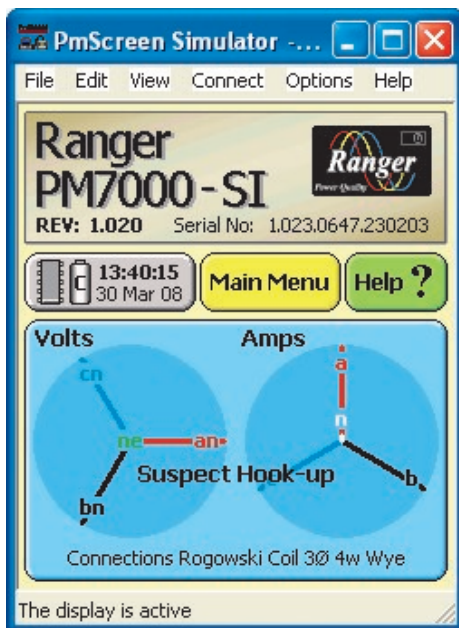 PmScreen Simulator -...
File Edit View Connect Options Help
Ranger
PM7000-SI
REV: 1.020 Serial No: 1.023.0647.230203
Ranger
Power Quality
C 13:40:15
30 Mar 08
Main Menu
Help ?
Volts Amps
cn
a
n
ne an
b
bn
Suspect Hook-up
Connections Rogowski Coil 3Ø 4w Wye
The display is active